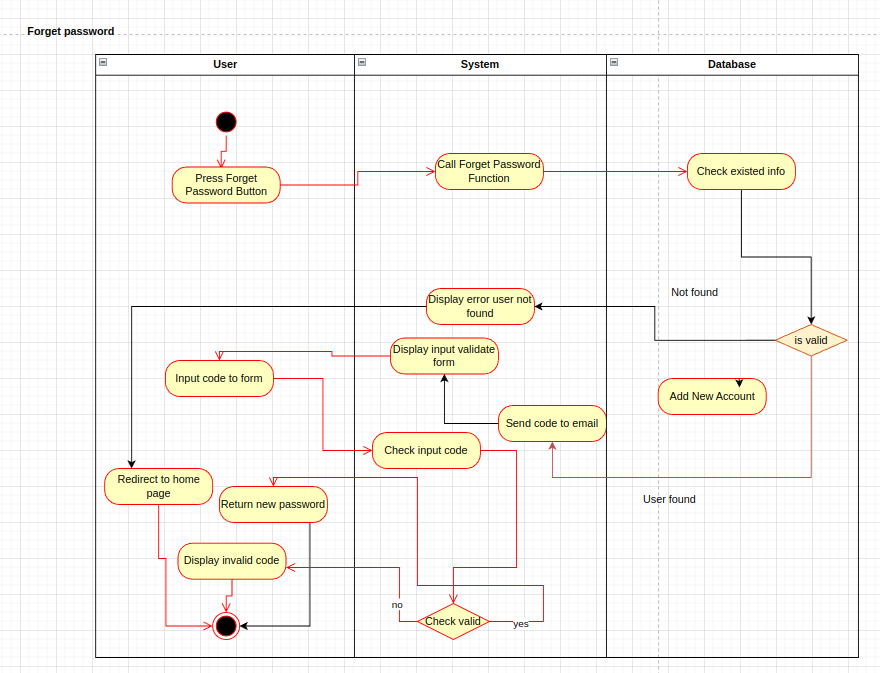 Forget password
User
System
Database
Press Forget
Password Button
Call Forget Password
Function
Check existed info
Not found
Display error user not
found
is valid
Display input validate
form
Input code to form
Add New Account
Send code to email
Check input code
Redirect to home
page
Return new password
User found
Display invalid code
no
Check valid
yes